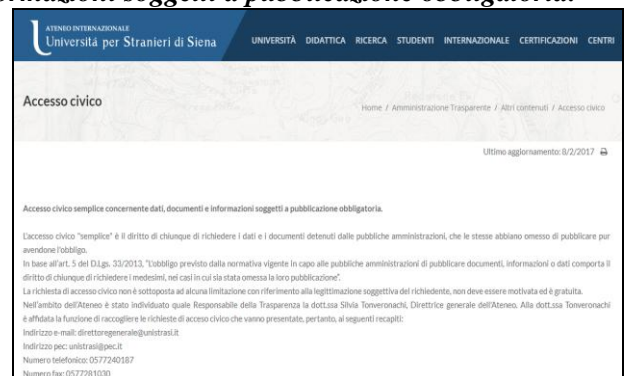 rmazioni soggetti a pubblicazione obbligatoria.
ATENEO INTERNAZIONALE
Università per Stranieri di Siena
UNIVERSITÀ DIDATTICA RICERCA STUDENTI INTERNAZIONALE CERTIFICAZIONI CENTRI
Accesso civico
Home / Amministrazione Trasparente / Altri contenuti / Accesso civico
Ultimo aggiornamento: 8/2/2017
Accesso civico semplice concernente dati, documenti e informazioni soggetti a pubblicazione obbligatoria.
L'accesso civico "semplice" è il diritto di chiunque di richiedere i dati e i documenti detenuti dalle pubbliche amministrazioni, che le stesse abbiano omesso di pubblicare pur
avendone l'obbligo.
In base all'art. 5 del D.Lgs. 33/2013, "L'obbligo previsto dalla normativa vigente in capo alle pubbliche amministrazioni di pubblicare documenti, informazioni o dati comporta il
diritto di chiunque di richiedere i medesimi, nei casi in cui sia stata omessa la loro pubblicazione".
La richiesta di accesso civico non è sottoposta ad alcuna limitazione con riferimento alla legittimazione soggettiva del richiedente, non deve essere motivata ed è gratuita.
Nell'ambito dell'Ateneo è stato individuato quale Responsabile della Trasparenza la dott.ssa Silvia Tonveronachi, Direttrice generale dell'Ateneo. Alla dott.ssa Tonveronachi
è affidata la funzione di raccogliere le richieste di acceso civico che vanno presentate, pertanto, ai seguenti recapiti:
Indirizzo e-mail: direttoregenerale@unistrasi.it
Indirizzo pec: unistrasi@pec.it
Numero telefonico: 0577240187
Numero fax: 0577281030